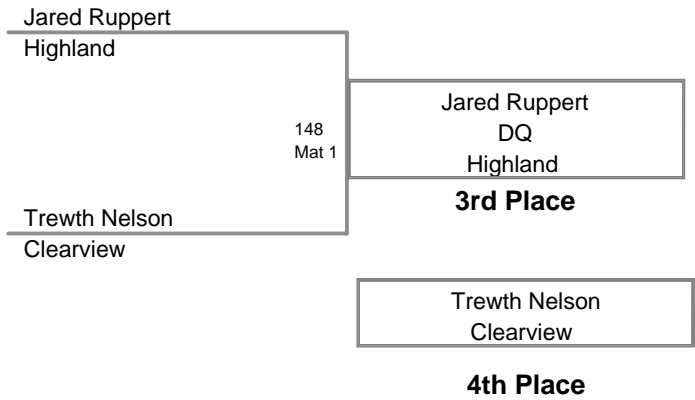 Jared Ruppert
Highland
148
Mat 1
Jared Ruppert
DQ
Highland
3rd Place
Trewth Nelson
Clearview
Trewth Nelson
Clearview
4th Place